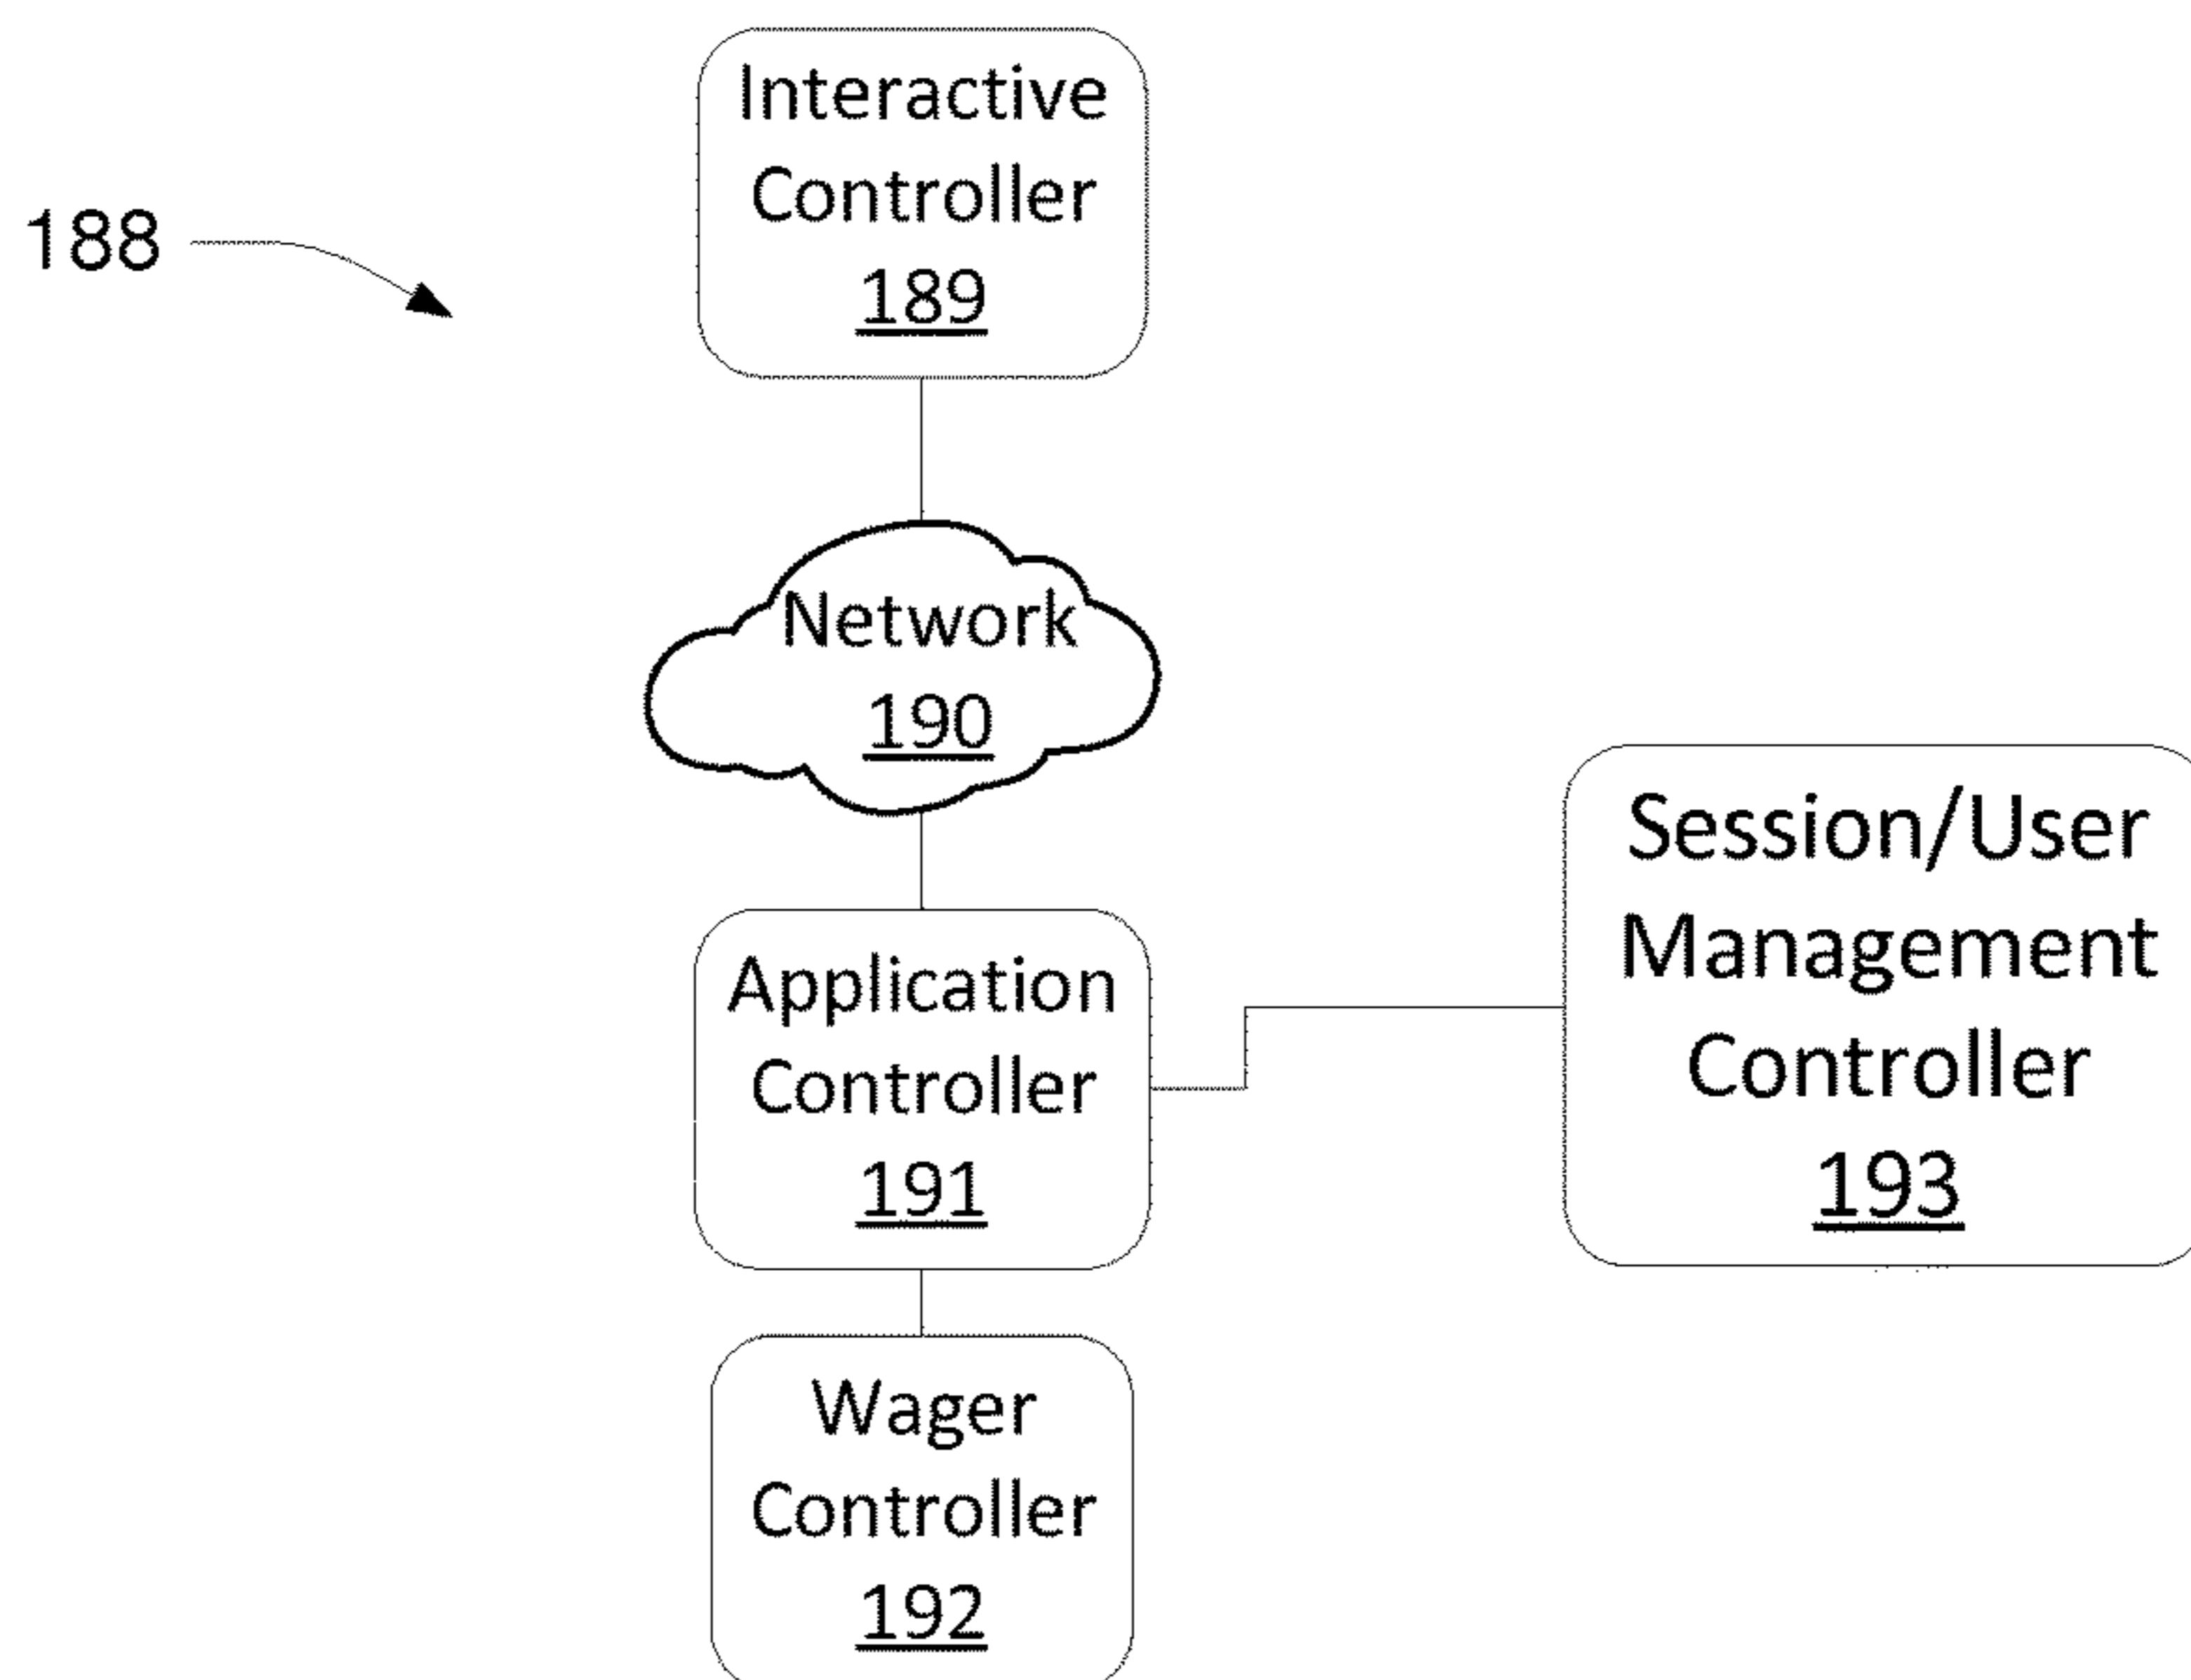 Interactive
Controller
189
188
Network
190
Application
Controller
191
Session/User
Management
Controller
193
Wager
Controller
192